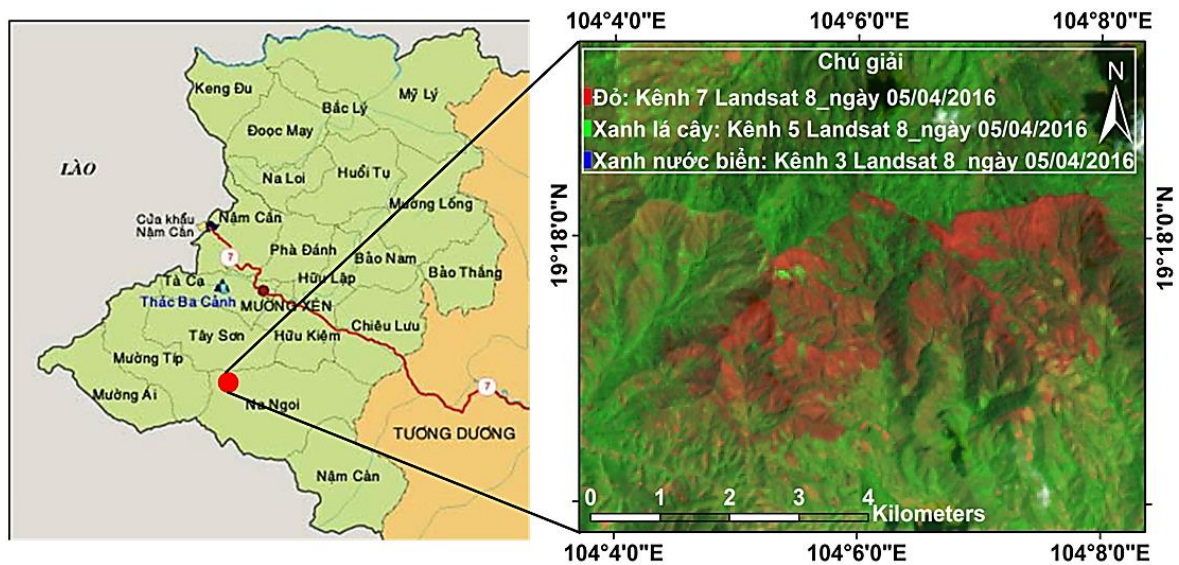 Keng Đu
Mỹ Lý
Bắc Lý
Đoọc May
LÀO
Na Loi
Huổi Tụ
Mường Lống
Cửa khẩu
Nậm Cắn
Nậm Cắn
7
Phà Đánh
Bảo Nam
Bảo Thắng
Tà Cạ
Hữu Lập
Thác Ba Cảnh
MƯỜNG XÉN
Chiêu Lưu
Tây Sơn
Hữu Kiệm
Mường Típ
Mường Ải
Na Ngoi
7
TƯƠNG DƯƠNG
Nậm Càn
104°4'0"E
104°6'0"E
104°8'0"E
Chú giải
N
Đỏ: Kênh 7 Landsat 8_ngày 05/04/2016
Xanh lá cây: Kênh 5 Landsat 8_ngày 05/04/2016
Xanh nước biển: Kênh 3 Landsat 8_ngày 05/04/2016
19°18'0"N
19°18'0"N
0 1 2 3 4
Kilometers
104°4'0"E
104°6'0"E
104°8'0"E